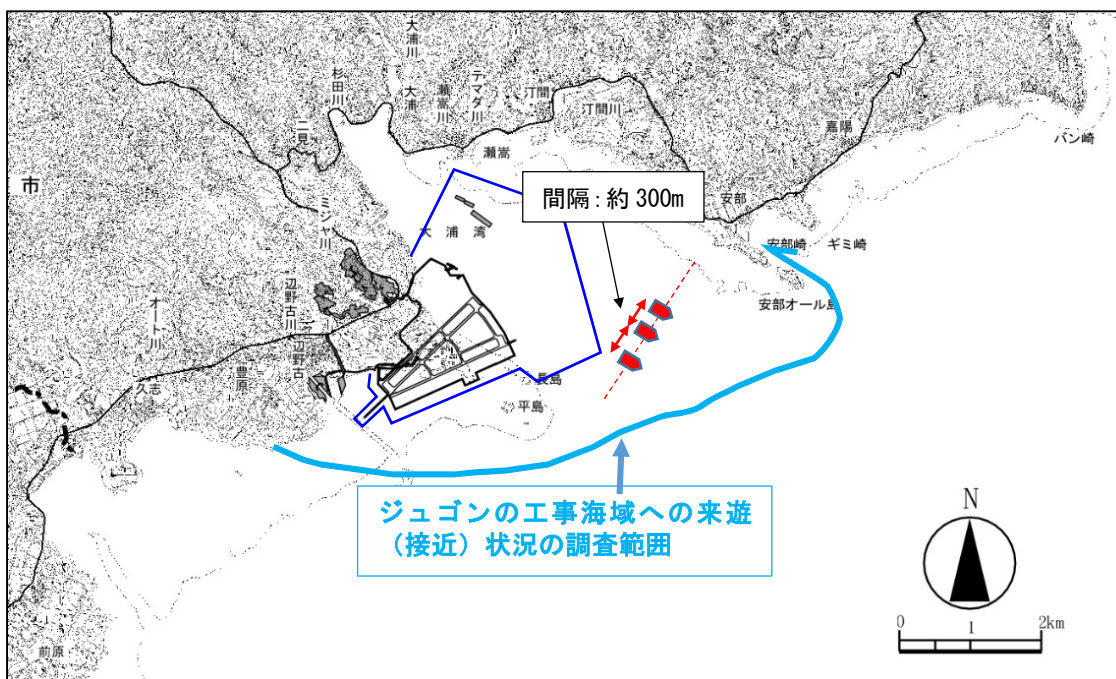 大浦川
杉田川
大浦
瀬嵩川
テマダ川
汀間
汀間川
二見
瀬嵩
嘉陽
バン崎
市
ミジャ川
間隔：約 300m
安部
大浦湾
安部崎
ギミ崎
安部オール島
辺野古川
辺野古
オート川
豊原
久志
長島
平島
ジュゴンの工事海域への来遊
（接近）状況の調査範囲
N
0 1 2km
前原